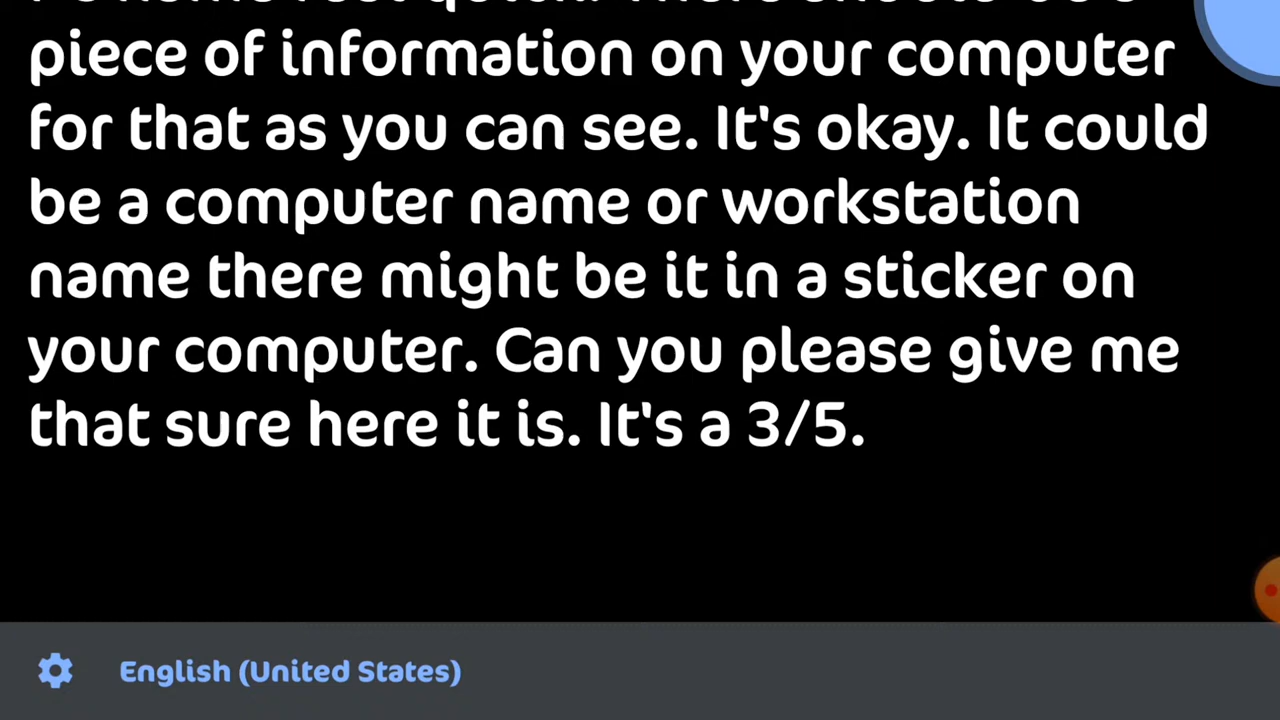 piece of information on your computer
for that as you can see. It's okay. It could
be a computer name or workstation
name there might be it in a sticker on
your computer. Can you please give me
that sure here it is. It's a 3/5.
English (United States)